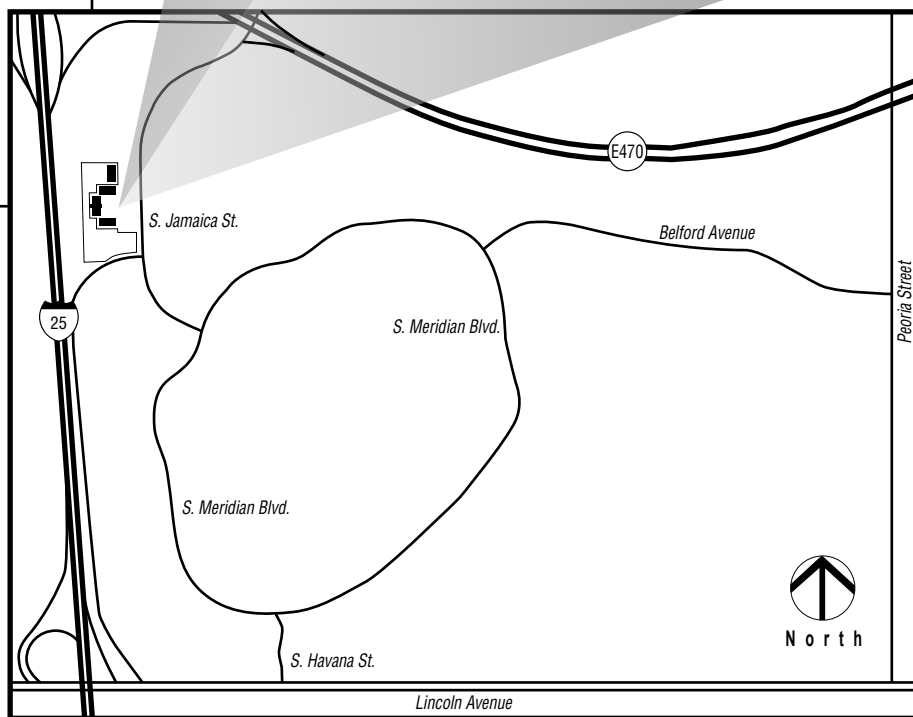 E470
S. Jamaica St.
Belford Avenue
Peoria Street
25
S. Meridian Blvd.
S. Meridian Blvd.
North
S. Havana St.
Lincoln Avenue